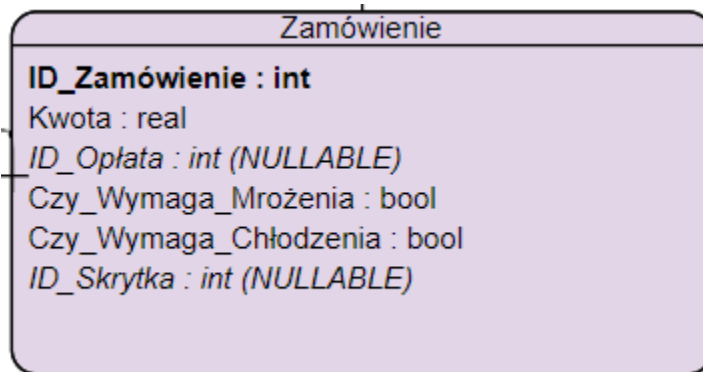 Zamówienie
ID_Zamówienie : int
Kwota : real
ID_Opłata : int (NULLABLE)
Czy_Wymaga_Mrożenia : bool
Czy_Wymaga_Chłodzenia : bool
ID_Skrytka : int (NULLABLE)